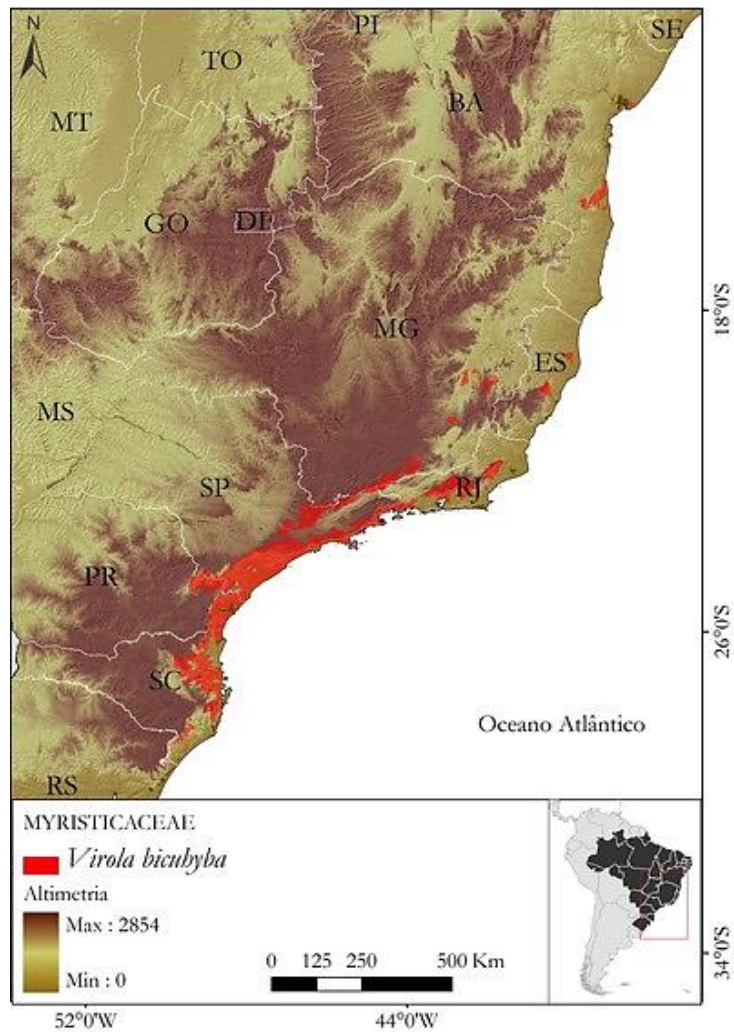 N
PI
SE
TO
BA
MT
GO
DF
18°0'S
MG
ES
MS
SP
RJ
PR
26°0'S
SC
Oceano Atlântico
RS
MYRISTICACEAE
Virola bicuhyba
Altimetria
Max : 2854
Min : 0
0 125 250 500 Km
34°0'S
52°0'W 44°0'W